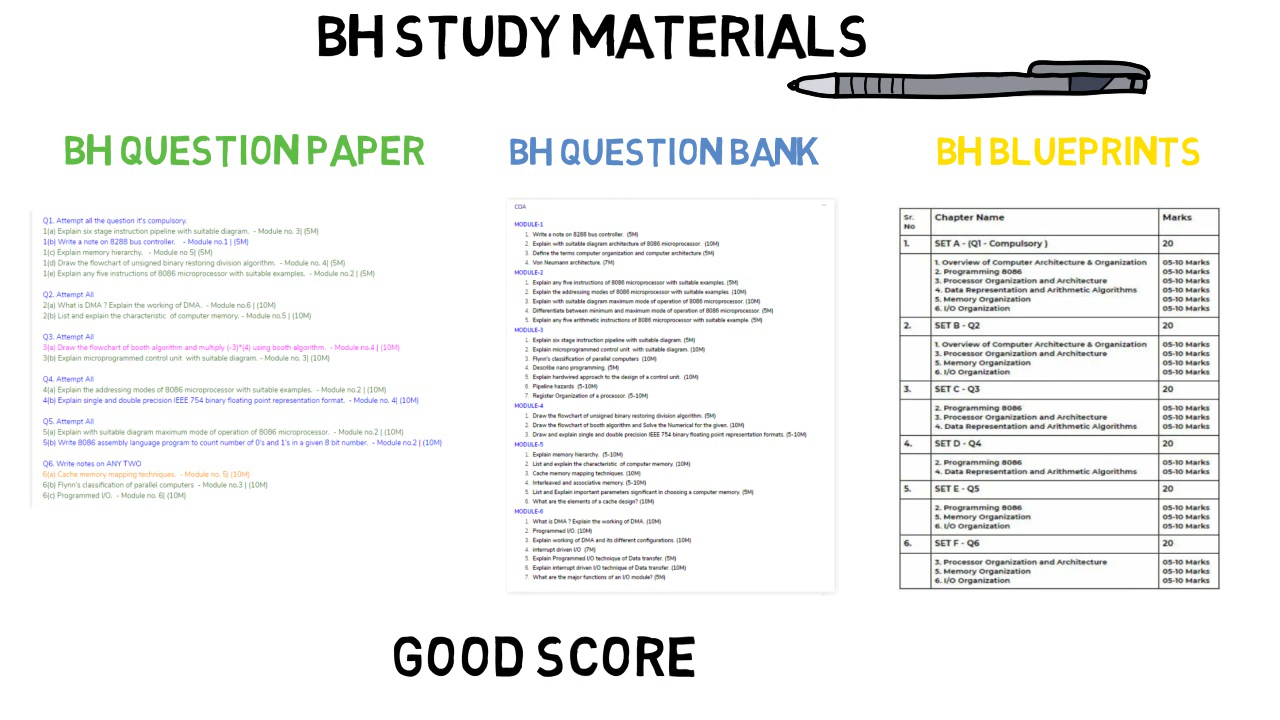 BH STUDY MATERIALS
BH QUESTION PAPER
Q1. Attempt all the question it's compulsory.
1(a) Explain six stage instruction pipeline with suitable diagram. - Module no. 3| (5M)
1(b) Write a note on 8288 bus controller. - Module no.1 | (5M)
1(c) Explain memory hierarchy. - Module no 5| (5M)
1(d) Draw the flowchart of unsigned binary restoring division algorithm. - Module no. 4| (5M)
1(e) Explain any five instructions of 8086 microprocessor with suitable examples. - Module no.2 | (5M)
Q2. Attempt All
2(a) What is DMA ? Explain the working of DMA. - Module no.6 | (10M)
2(b) List and explain the characteristic of computer memory. - Module no.5 | (10M)
Q3. Attempt All
3(a) Draw the flowchart of booth algorithm and multiply (-3)*(4) using booth algorithm. - Module no.4 | (10M)
3(b) Explain microprogrammed control unit with suitable diagram. - Module no. 3| (10M)
Q4. Attempt All
4(a) Explain the addressing modes of 8086 microprocessor with suitable examples. - Module no.2 | (10M)
4(b) Explain single and double precision IEEE 754 binary floating point representation format. - Module no. 4| (10M)
Q5. Attempt All
5(a) Explain with suitable diagram maximum mode of operation of 8086 microprocessor. - Module no.2 | (10M)
5(b) Write 8086 assembly language program to count number of 0's and 1's in a given 8 bit number. - Module no.2 | (10M)
Q6. Write notes on ANY TWO
6(a) Cache memory mapping techniques. - Module no. 5| (10M)
6(b) Flynn's classification of parallel computers - Module no.3 | (10M)
6(c) Programmed I/O. - Module no. 6| (10M)
BH QUESTION BANK
COA
MODULE-1
1. Write a note on 8288 bus controller. (5M)
2. Explain with suitable diagram architecture of 8086 microprocessor. (10M)
3. Define the terms computer organization and computer architecture (5M)
4. Von Neumann architecture. (7M)
MODULE-2
1. Explain any five instructions of 8086 microprocessor with suitable examples. (5M)
2. Explain the addressing modes of 8086 microprocessor with suitable examples. (10M)
3. Explain with suitable diagram maximum mode of operation of 8086 microprocessor. (10M)
4. Differentiate between minimum and maximum mode of operation of 8086 microprocessor. (5M)
5. Explain any five arithmetic instructions of 8086 microprocessor with suitable example. (5M)
MODULE-3
1. Explain six stage instruction pipeline with suitable diagram. (5M)
2. Explain microprogrammed control unit with suitable diagram. (10M)
3. Flynn's classification of parallel computers (10M)
4. Describe nano programming. (5M)
5. Explain hardwired approach to the design of a control unit. (10M)
6. Pipeline hazards (5-10M)
7. Register Organization of a processor. (5-10M)
MODULE-4
1. Draw the flowchart of unsigned binary restoring division algorithm. (5M)
2. Draw the flowchart of booth algorithm and Solve the Numerical for the given. (10M)
3. Draw and explain single and double precision IEEE 754 binary floating point representation formats. (5-10M)
MODULE-5
1. Explain memory hierarchy. (5-10M)
2. List and explain the characteristic of computer memory. (10M)
3. Cache memory mapping techniques. (10M)
4. Interleaved and associative memory. (5-10M)
5. List and Explain important parameters significant in choosing a computer memory. (5M)
6. What are the elements of a cache design? (10M)
MODULE-6
1. What is DMA ? Explain the working of DMA. (10M)
2. Programmed I/O. (10M)
3. Explain working of DMA and its different configurations. (10M)
4. interrupt driven I/O (7M)
5. Explain Programmed I/O technique of Data transfer. (5M)
6. Explain interrupt driven I/O technique of Data transfer. (10M)
7. What are the major functions of an I/O module? (5M)
BH BLUEPRINTS
Sr. No Chapter Name Marks
1. SET A - (Q1 - Compulsory ) 20
1. Overview of Computer Architecture & Organization 05-10 Marks
2. Programming 8086 05-10 Marks
3. Processor Organization and Architecture 05-10 Marks
4. Data Representation and Arithmetic Algorithms 05-10 Marks
5. Memory Organization 05-10 Marks
6. I/O Organization 05-10 Marks
2. SET B - Q2 20
1. Overview of Computer Architecture & Organization 05-10 Marks
3. Processor Organization and Architecture 05-10 Marks
5. Memory Organization 05-10 Marks
6. I/O Organization 05-10 Marks
3. SET C - Q3 20
2. Programming 8086 05-10 Marks
3. Processor Organization and Architecture 05-10 Marks
4. Data Representation and Arithmetic Algorithms 05-10 Marks
4. SET D - Q4 20
2. Programming 8086 05-10 Marks
4. Data Representation and Arithmetic Algorithms 05-10 Marks
5. SET E - Q5 20
2. Programming 8086 05-10 Marks
5. Memory Organization 05-10 Marks
6. I/O Organization 05-10 Marks
6. SET F - Q6 20
3. Processor Organization and Architecture 05-10 Marks
5. Memory Organization 05-10 Marks
6. I/O Organization 05-10 Marks
GOOD SCORE